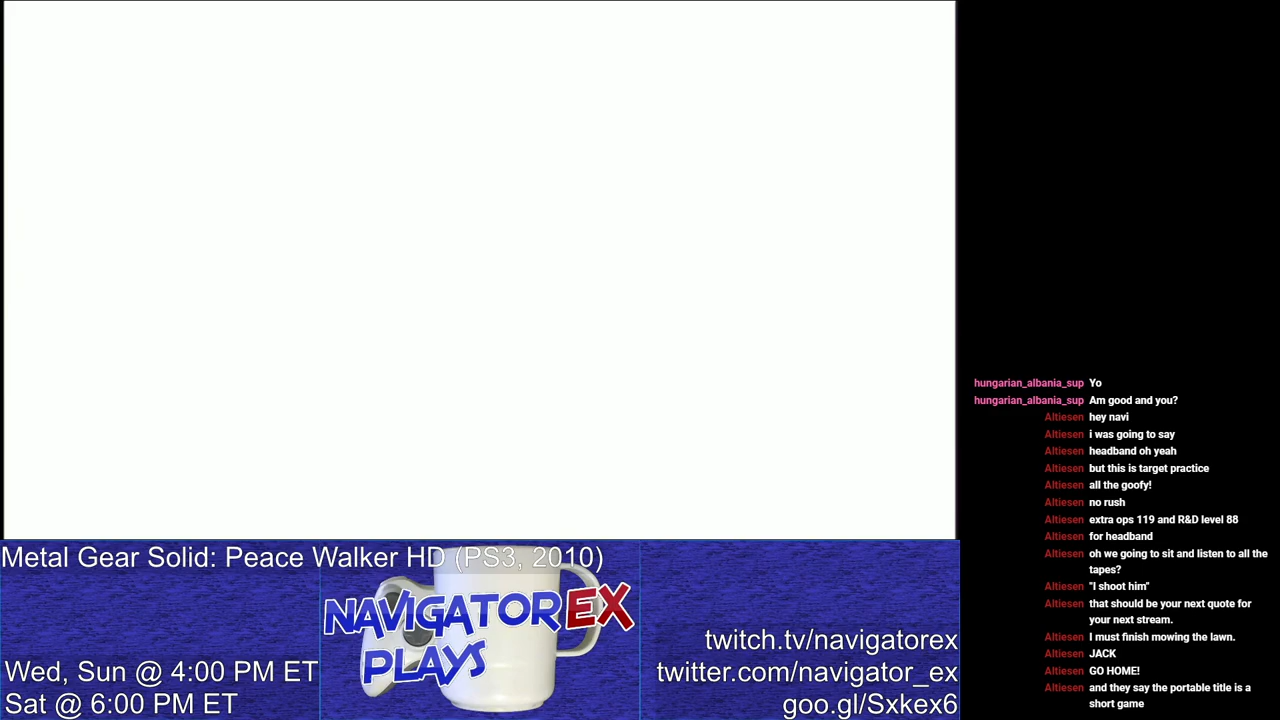 hungarian_albania_sup Yo
hungarian_albania_sup Am good and you?
Altiesen hey navi
Altiesen i was going to say
Altiesen headband oh yeah
Altiesen but this is target practice
Altiesen all the goofy!
Altiesen no rush
Altiesen extra ops 119 and R&D level 88
Altiesen for headband
Altiesen oh we going to sit and listen to all the
tapes?
Altiesen "I shoot him"
Altiesen that should be your next quote for
your next stream.
Altiesen I must finish mowing the lawn.
Altiesen JACK
Altiesen GO HOME!
Altiesen and they say the portable title is a
short game
Metal Gear Solid: Peace Walker HD (PS3, 2010)
NAVIGATOREX
PLAYS
Wed, Sun @ 4:00 PM ET
Sat @ 6:00 PM ET
twitch.tv/navigatorex
twitter.com/navigator_ex
goo.gl/Sxkex6